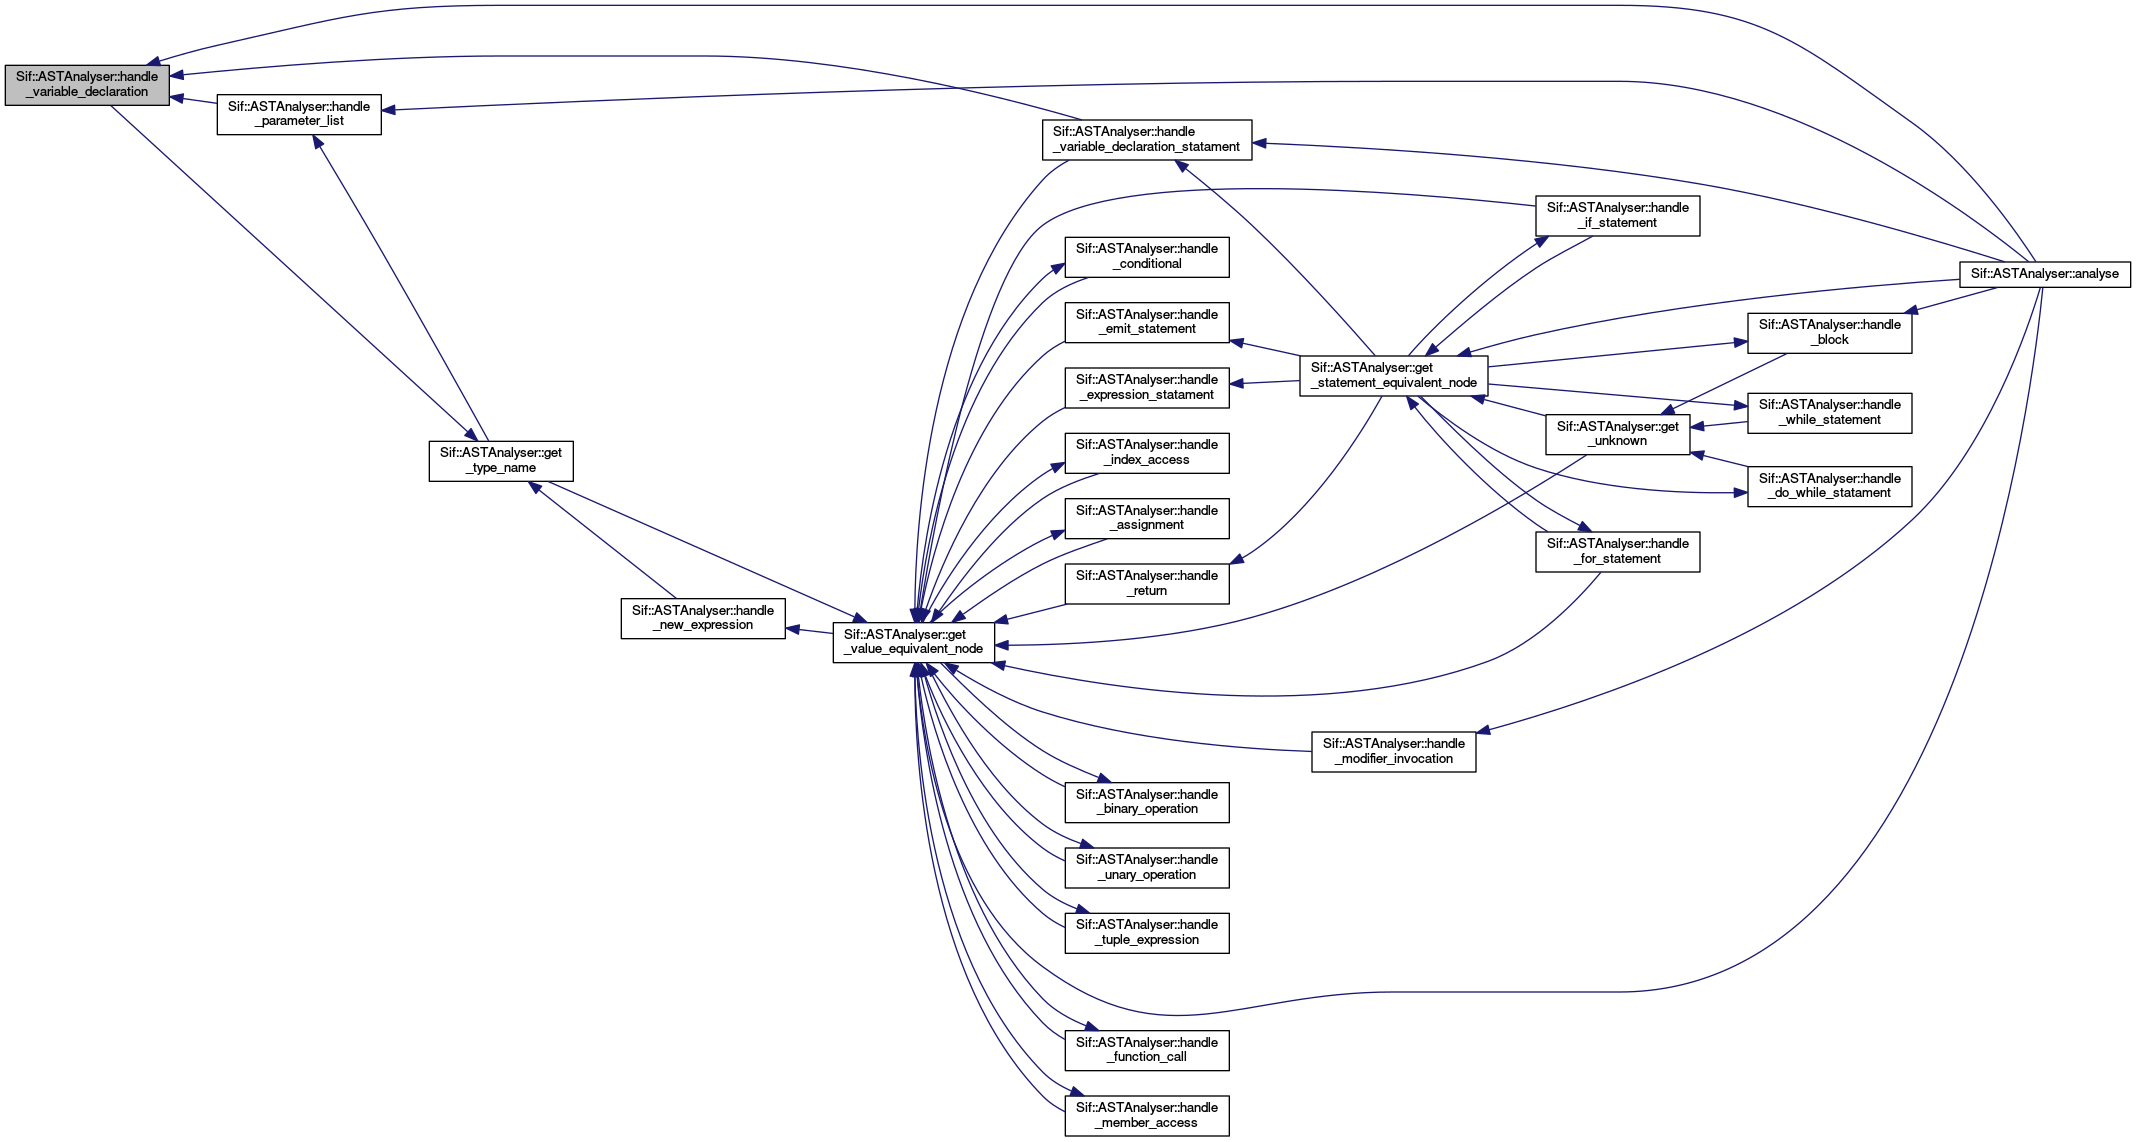 Sif::ASTAnalyser::handle
_variable_declaration
Sif::ASTAnalyser::handle
_parameter_list
Sif::ASTAnalyser::get
_type_name
Sif::ASTAnalyser::handle
_new_expression
Sif::ASTAnalyser::get
_value_equivalent_node
Sif::ASTAnalyser::handle
_variable_declaration_statament
Sif::ASTAnalyser::handle
_conditional
Sif::ASTAnalyser::handle
_emit_statement
Sif::ASTAnalyser::handle
_expression_statament
Sif::ASTAnalyser::handle
_index_access
Sif::ASTAnalyser::handle
_assignment
Sif::ASTAnalyser::handle
_return
Sif::ASTAnalyser::handle
_binary_operation
Sif::ASTAnalyser::handle
_unary_operation
Sif::ASTAnalyser::handle
_tuple_expression
Sif::ASTAnalyser::handle
_function_call
Sif::ASTAnalyser::handle
_member_access
Sif::ASTAnalyser::get
_statement_equivalent_node
Sif::ASTAnalyser::handle
_modifier_invocation
Sif::ASTAnalyser::handle
_if_statement
Sif::ASTAnalyser::get
_unknown
Sif::ASTAnalyser::handle
_for_statement
Sif::ASTAnalyser::handle
_block
Sif::ASTAnalyser::handle
_while_statement
Sif::ASTAnalyser::handle
_do_while_statament
Sif::ASTAnalyser::analyse